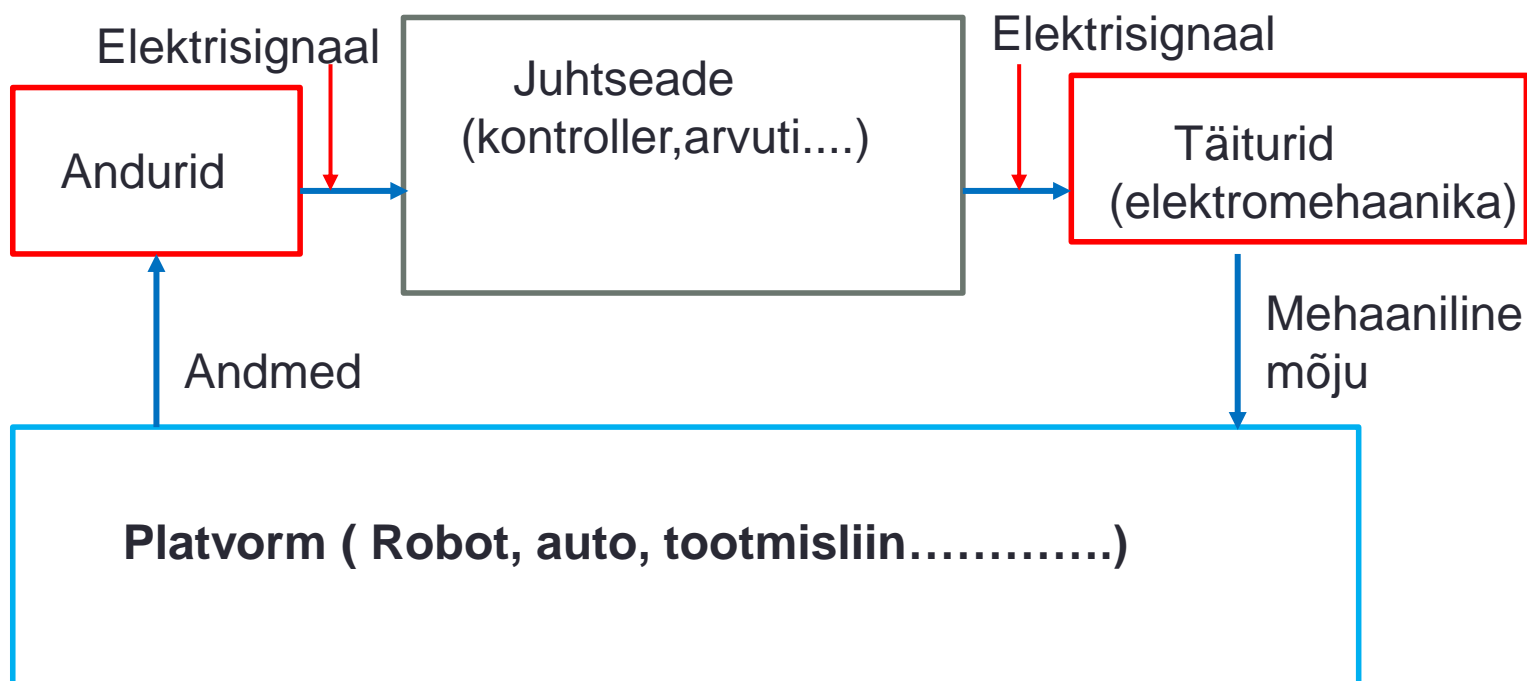 Elektrisignaal
Juhtseade
(kontroller,arvuti....)
Elektrisignaal
Andurid
Täiturid
(elektromehaanika)
Andmed
Mehaaniline
mõju
Platvorm ( Robot, auto, tootmisliin………….)